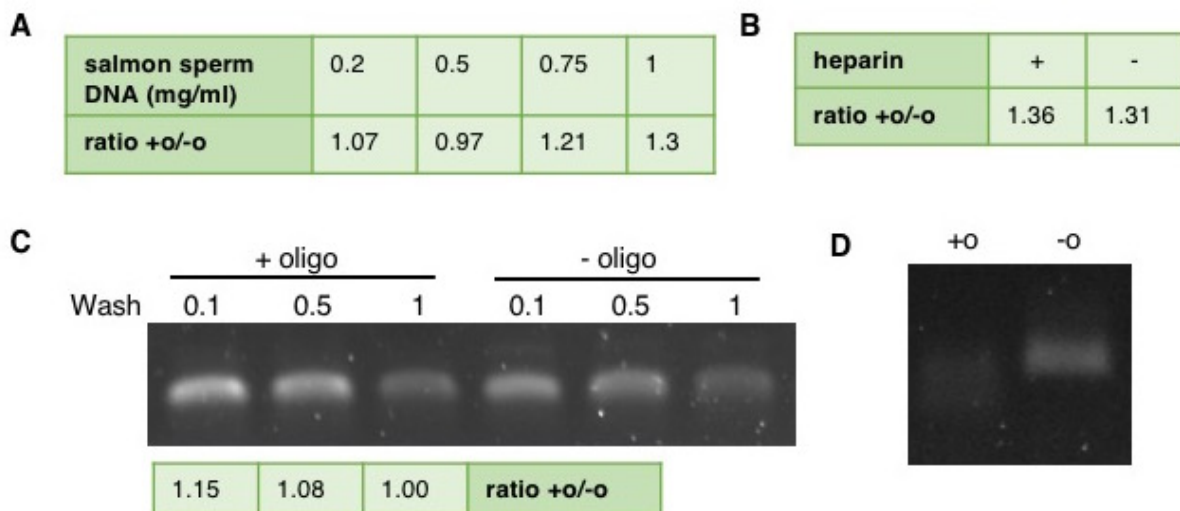 A
salmon sperm DNA (mg/ml) 0.2 0.5 0.75 1
ratio +o/-o 1.07 0.97 1.21 1.3
B
heparin + -
ratio +o/-o 1.36 1.31
C
+ oligo - oligo
Wash 0.1 0.5 1 0.1 0.5 1
1.15 1.08 1.00 ratio +o/-o
D
+o -o